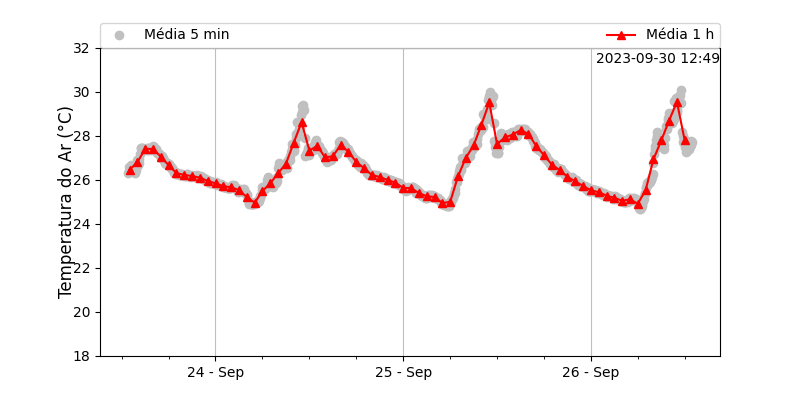 Média 5 min
Média 1 h
2023-09-30 12:49
Temperatura do Ar (°C)
32
30
28
26
24
22
20
18
24 - Sep
25 - Sep
26 - Sep